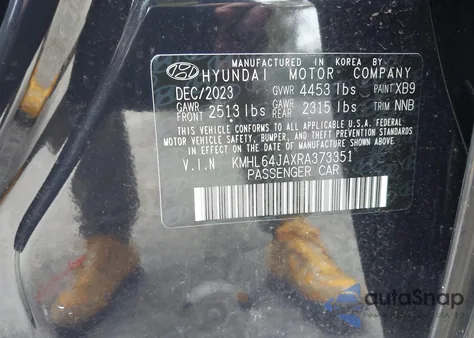 MANUFACTURED IN KOREA BY
HYUNDAI MOTOR COMPANY
DEC/2023 GVWR 4453 lbs PAINT XB9
GAWR FRONT 2513 lbs GAWR REAR 2315 lbs TRIM NNB
THIS VEHICLE CONFORMS TO ALL APPLICABLE U.S.A. FEDERAL
MOTOR VEHICLE SAFETY, BUMPER, AND THEFT PREVENTION STANDARDS
IN EFFECT ON THE DATE OF MANUFACTURE SHOWN ABOVE
V.I.N KMHL64JAXRA373351
PASSENGER CAR
autoSnap
Powered